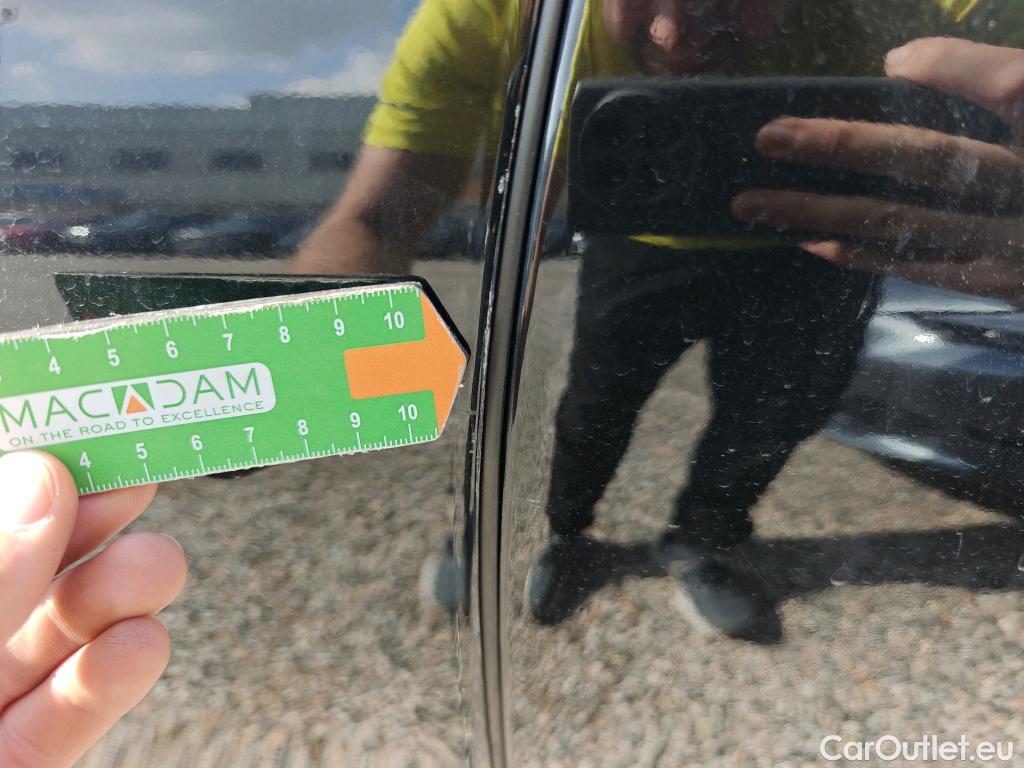 4 5 6 7 8 9 10
MACADAM
ON THE ROAD TO EXCELLENCE
4 5 6 7 8 9 10
CarOutlet.eu